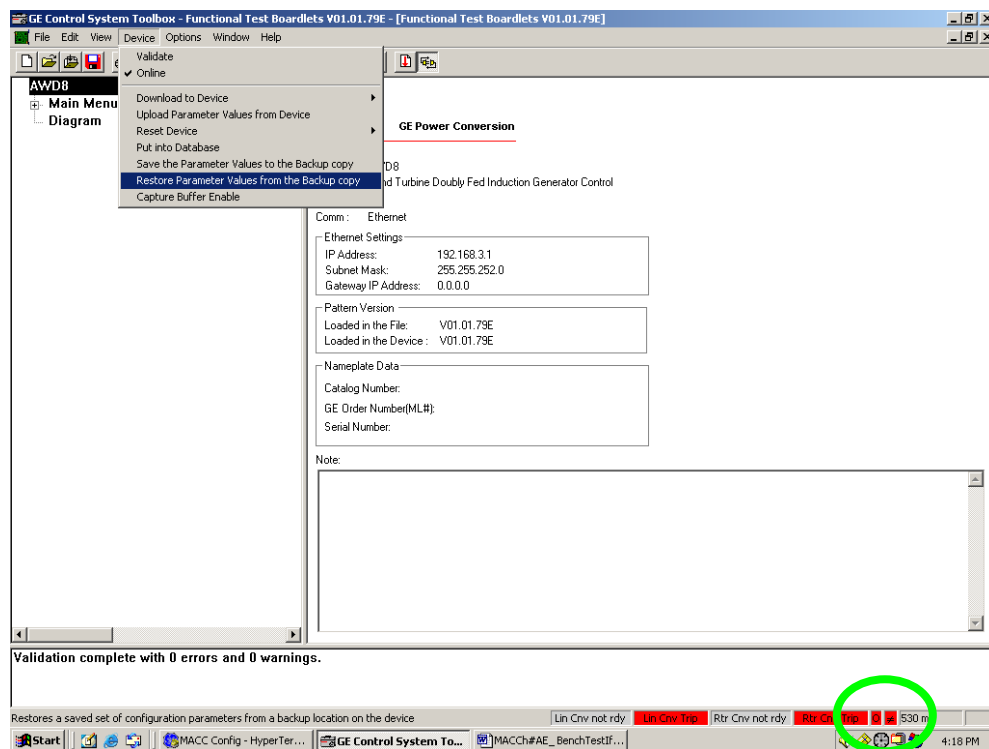 GE Control System Toolbox - Functional Test Boardlets V01.01.79E - [Functional Test Boardlets V01.01.79E]
File Edit View Device Options Window Help
Validate
Online
Download to Device
Upload Parameter Values from Device
Reset Device
Put into Database
Save the Parameter Values to the Backup copy
Restore Parameter Values from the Backup copy
Capture Buffer Enable
AWD8
Main Menu
Diagram
GE Power Conversion
D8
nd Turbine Doubly Fed Induction Generator Control
Comm : Ethernet
Ethernet Settings
IP Address: 192.168.3.1
Subnet Mask: 255.255.252.0
Gateway IP Address: 0.0.0.0
Pattern Version
Loaded in the File: V01.01.79E
Loaded in the Device : V01.01.79E
Nameplate Data
Catalog Number:
GE Order Number(ML#):
Serial Number:
Note:
Validation complete with 0 errors and 0 warnings.
Restores a saved set of configuration parameters from a backup location on the device
Lin Cnv not rdy Lin Cnv Trip Rtr Cnv not rdy Rtr Cnv Trip O ≠ 530 m
Start MACC Config - HyperTer... GE Control System To... MACCh#AE_BenchTestIf... 4:18 PM